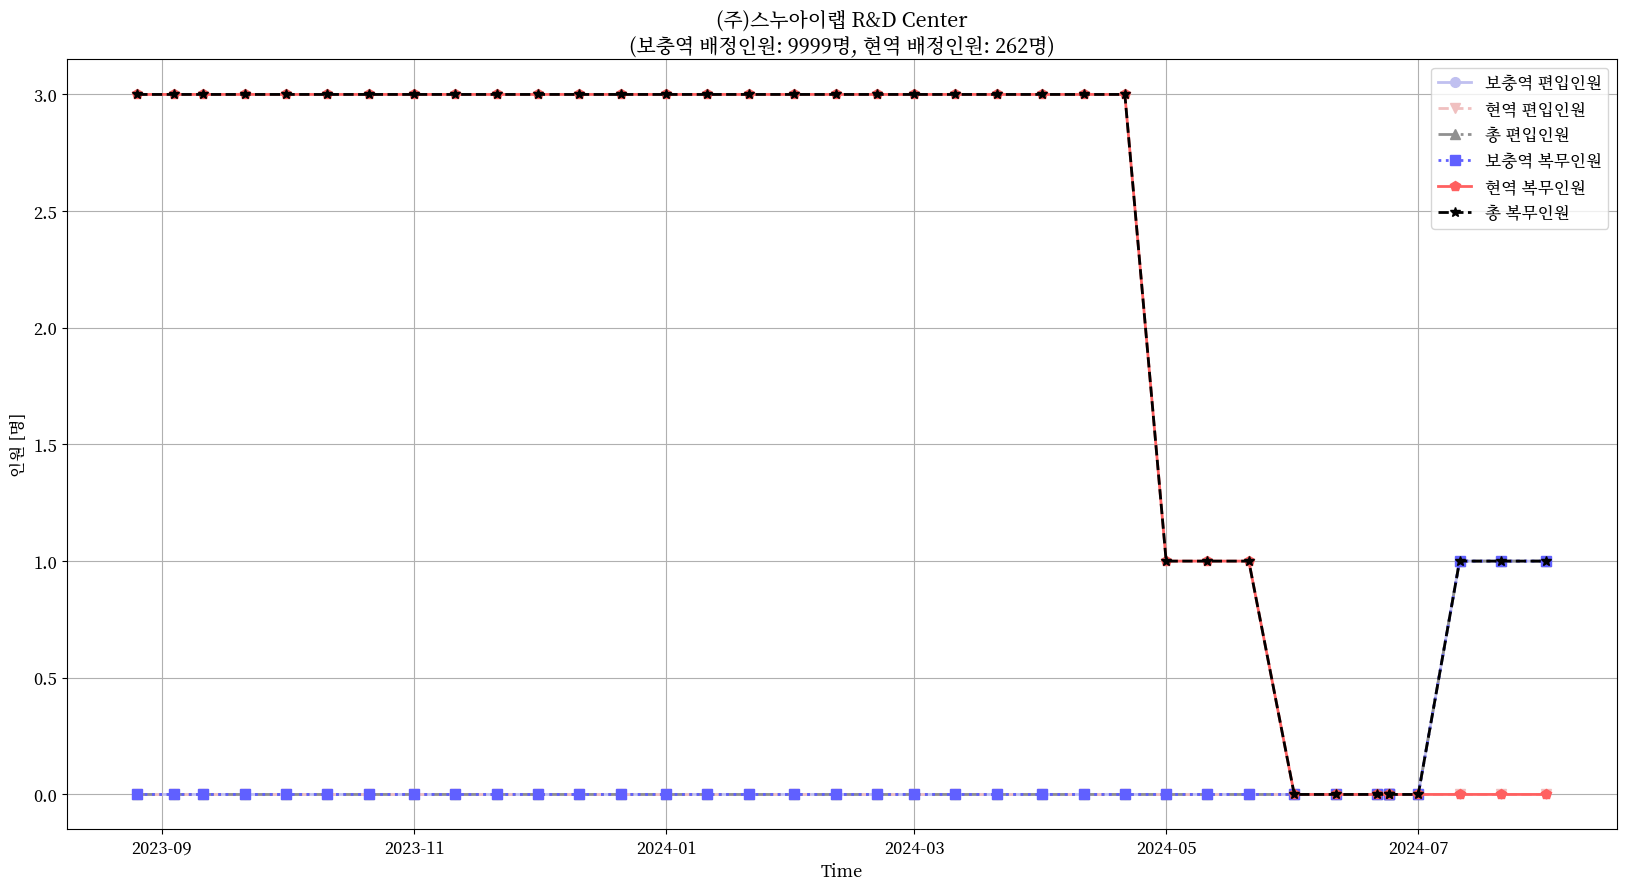 (주)스누아이랩 R&D Center
(보충역 배정인원: 9999명, 현역 배정인원: 262명)
보충역 편입인원
현역 편입인원
총 편입인원
보충역 복무인원
현역 복무인원
총 복무인원
3.0
2.5
2.0
1.5
1.0
0.5
0.0
인원 [명]
2023-09
2023-11
2024-01
2024-03
2024-05
2024-07
Time